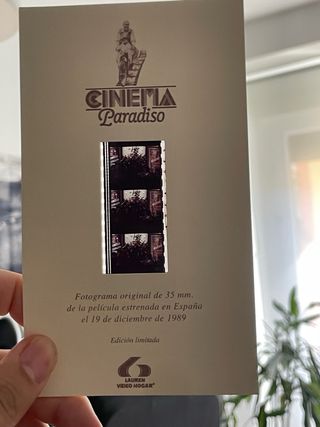 CINEMA
Paradiso
Fotograma original de 35 mm.
de la película estrenada en España
el 19 de diciembre de 1989
Edición limitada
LAUREN
VIDEO HOGAR®